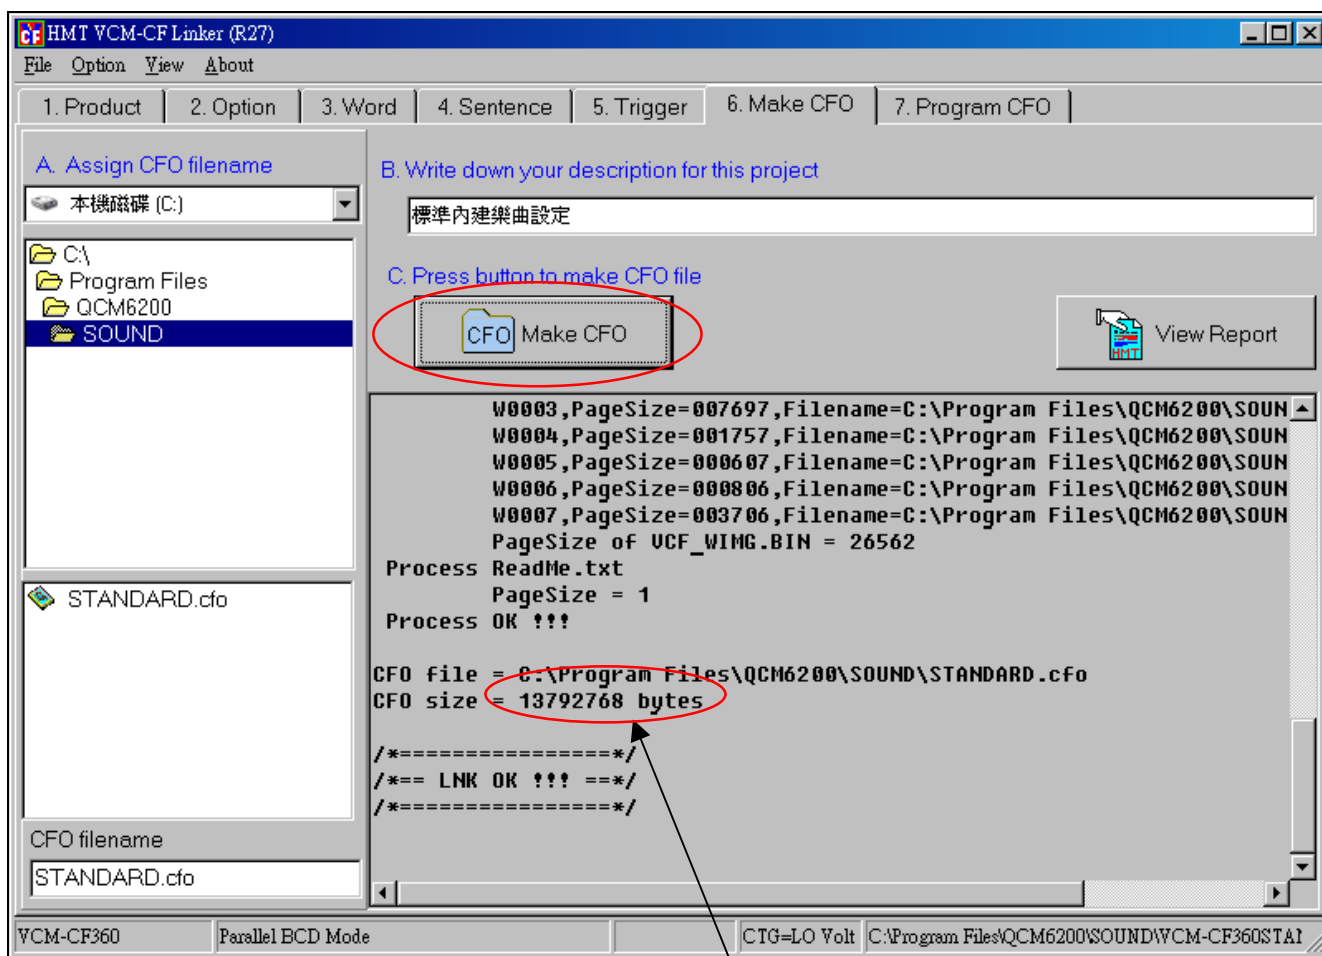 HMT VCM-CF Linker (R27)
File Option View About
1. Product 2. Option 3. Word 4. Sentence 5. Trigger 6. Make CFO 7. Program CFO
A. Assign CFO filename
本機磁碟 (C:)
C:\
Program Files
QCM6200
SOUND
STANDARD.cfo
CFO filename
STANDARD.cfo
B. Write down your description for this project
標準內建樂曲設定
C. Press button to make CFO file
CFO Make CFO
HMT View Report
W0003,PageSize=007697,Filename=C:\Program Files\QCM6200\SOUN
W0004,PageSize=001757,Filename=C:\Program Files\QCM6200\SOUN
W0005,PageSize=000607,Filename=C:\Program Files\QCM6200\SOUN
W0006,PageSize=000806,Filename=C:\Program Files\QCM6200\SOUN
W0007,PageSize=003706,Filename=C:\Program Files\QCM6200\SOUN
PageSize of VCF_WIMG.BIN = 26562
Process ReadMe.txt
PageSize = 1
Process OK !!!
CFO file = C:\Program Files\QCM6200\SOUND\STANDARD.cfo
CFO size = 13792768 bytes
/*================*/
/*== LNK OK !!! ==*/
/*================*/
VCM-CF360 Parallel BCD Mode CTG=LO Volt C:\Program Files\QCM6200\SOUND\VCM-CF360STAN